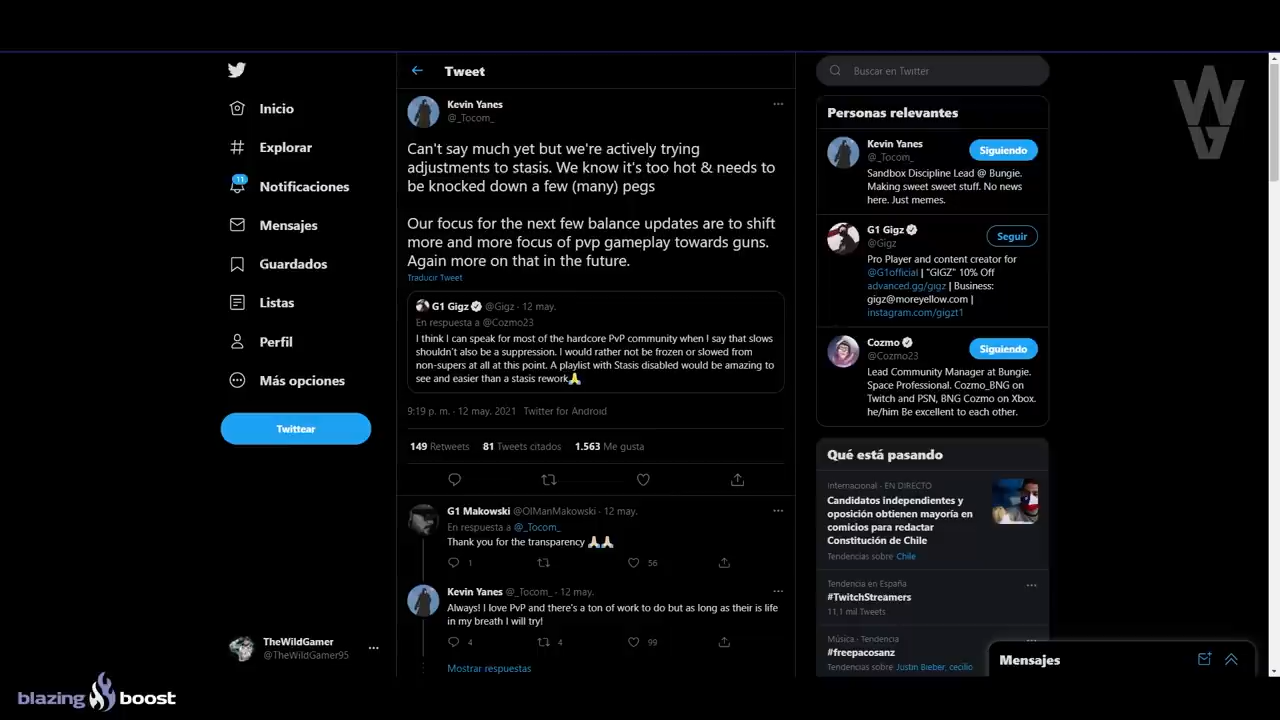 Inicio
Explorar
11
Notificaciones
Mensajes
Guardados
Listas
Perfil
Más opciones
Twittear
TheWildGamer
@TheWildGamer95
blazing boost
Tweet
Kevin Yanes
@_Tocom_
Can't say much yet but we're actively trying
adjustments to stasis. We know it's too hot & needs to
be knocked down a few (many) pegs
Our focus for the next few balance updates are to shift
more and more focus of pvp gameplay towards guns.
Again more on that in the future.
Traducir Tweet
G1 Gigz @Gigz · 12 may.
En respuesta a @Cozmo23
I think I can speak for most of the hardcore PvP community when I say that slows
shouldn't also be a suppression. I would rather not be frozen or slowed from
non-supers at all at this point. A playlist with Stasis disabled would be amazing to
see and easier than a stasis rework🙏
9:19 p. m. · 12 may. 2021 Twitter for Android
149 Retweets 81 Tweets citados 1.563 Me gusta
G1 Makowski @OlManMakowski · 12 may.
En respuesta a @_Tocom_
Thank you for the transparency 🙏🏻🙏🏻
1 56
Kevin Yanes @_Tocom_ · 12 may.
Always! I love PvP and there's a ton of work to do but as long as their is life
in my breath I will try!
4 4 99
Mostrar respuestas
Buscar en Twitter
Personas relevantes
Kevin Yanes
@_Tocom_
Siguiendo
Sandbox Discipline Lead @ Bungie.
Making sweet sweet stuff. No news
here. Just memes.
G1 Gigz
@Gigz
Seguir
Pro Player and content creator for
@G1official | "GIGZ" 10% Off
advanced.gg/gigz | Business:
gigz@moreyellow.com |
instagram.com/gigzt1
Cozmo
@Cozmo23
Siguiendo
Lead Community Manager at Bungie.
Space Professional. Cozmo_BNG on
Twitch and PSN, BNG Cozmo on Xbox.
he/him Be excellent to each other.
Qué está pasando
Internacional · EN DIRECTO
Candidatos independientes y
oposición obtienen mayoría en
comicios para redactar
Constitución de Chile
Tendencias sobre Chile
Tendencia en España
#TwitchStreamers
11,1 mil Tweets
Música · Tendencia
#freepacosanz
Tendencias sobre Justin Bieber, cecilio
Mensajes
WG